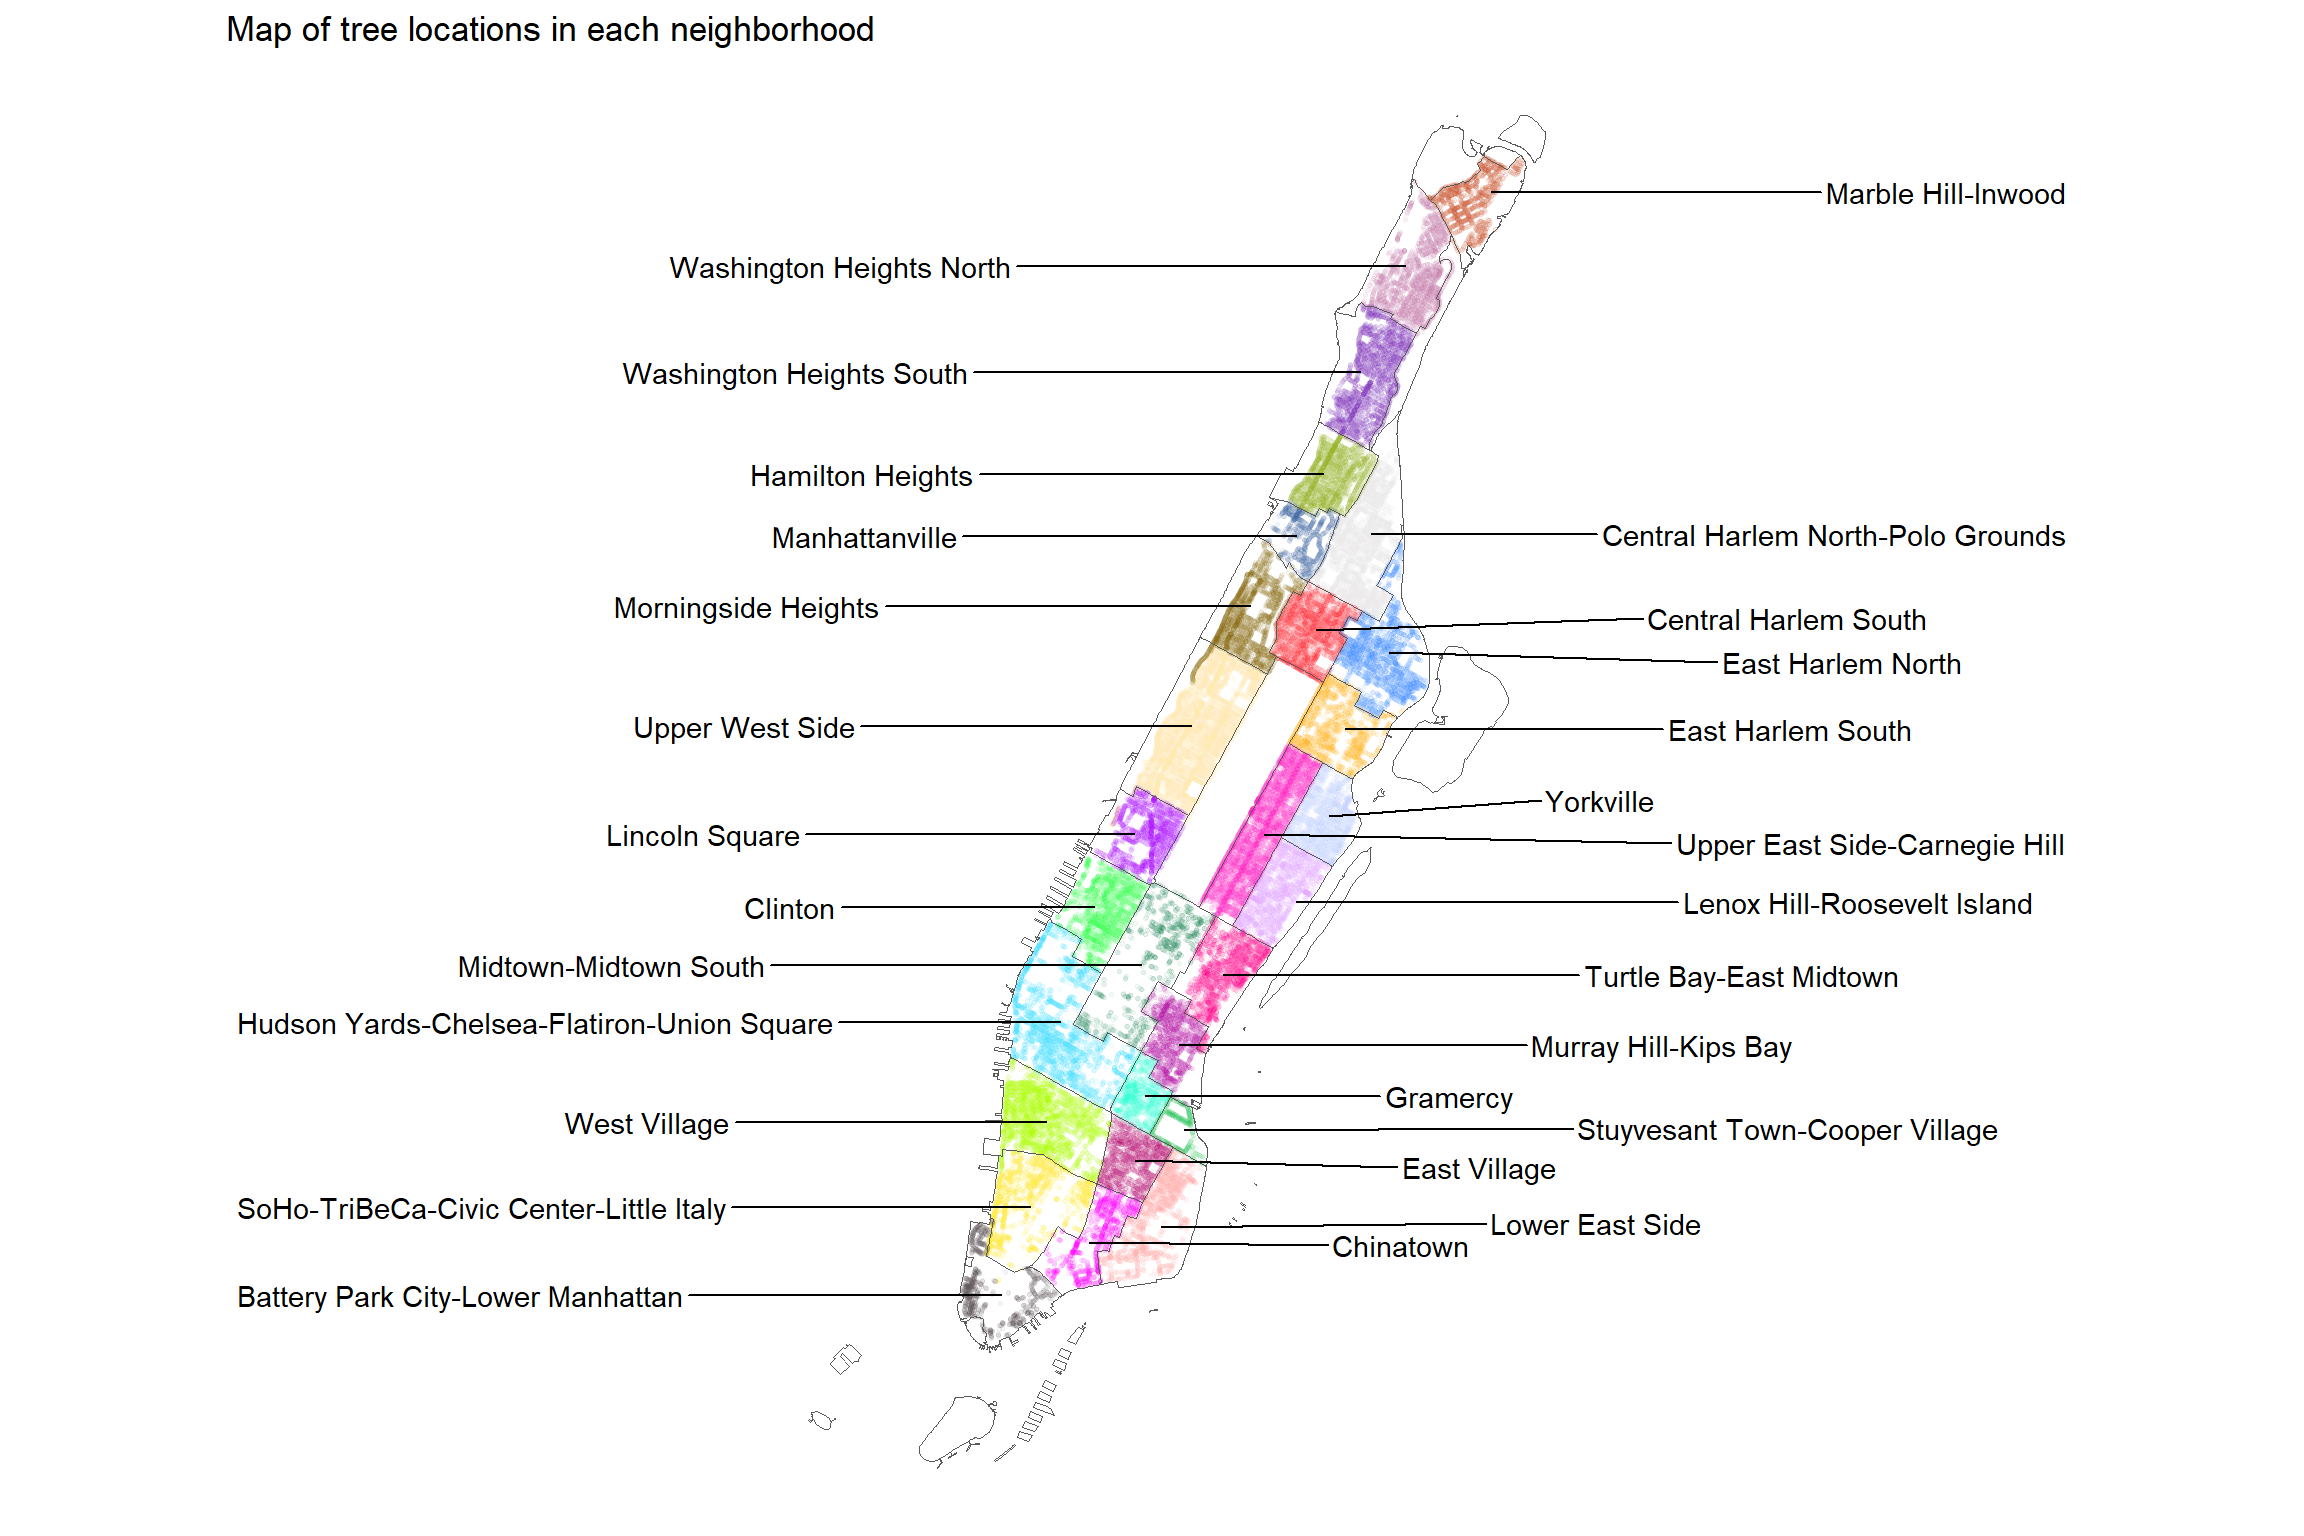 Map of tree locations in each neighborhood
Marble Hill-Inwood
Washington Heights North
Washington Heights South
Hamilton Heights
Manhattanville
Central Harlem North-Polo Grounds
Morningside Heights
Central Harlem South
East Harlem North
Upper West Side
East Harlem South
Yorkville
Lincoln Square
Upper East Side-Carnegie Hill
Clinton
Lenox Hill-Roosevelt Island
Midtown-Midtown South
Turtle Bay-East Midtown
Hudson Yards-Chelsea-Flatiron-Union Square
Murray Hill-Kips Bay
Gramercy
West Village
Stuyvesant Town-Cooper Village
East Village
SoHo-TriBeCa-Civic Center-Little Italy
Lower East Side
Chinatown
Battery Park City-Lower Manhattan